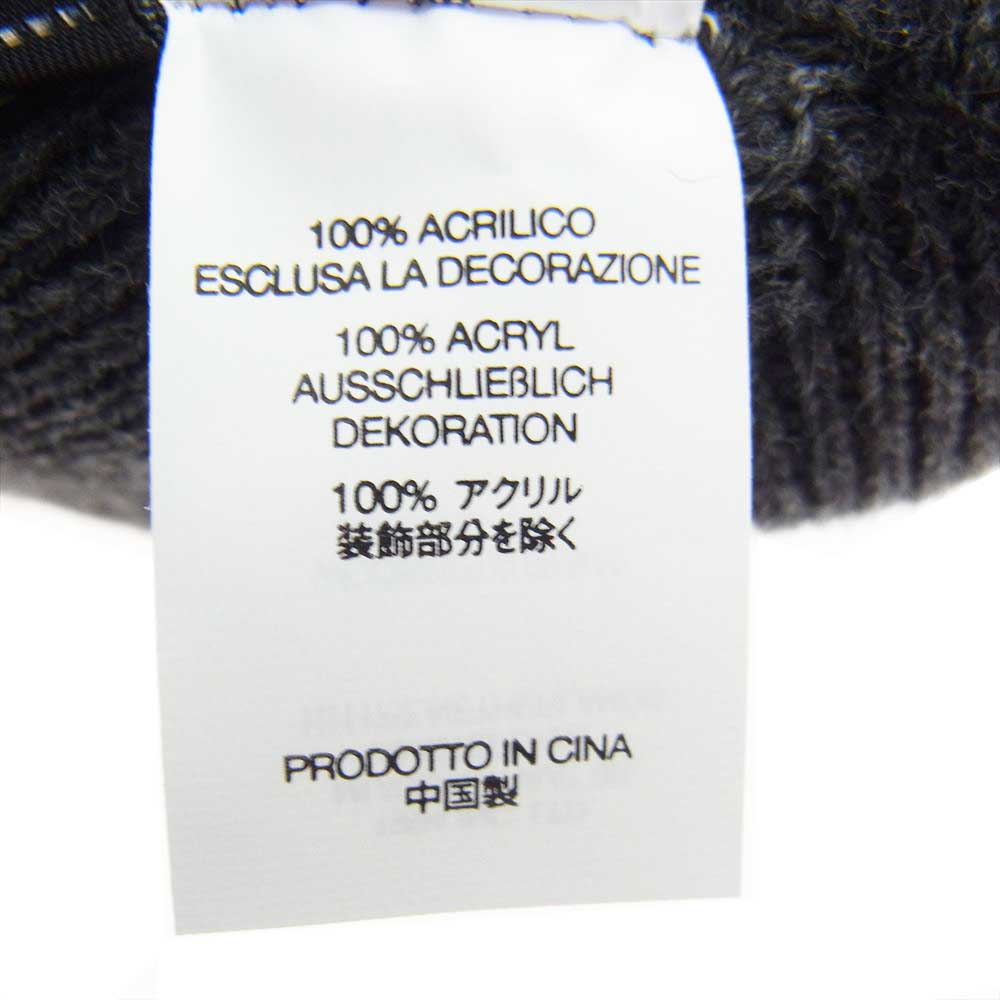 100% ACRILICO
ESCLUSA LA DECORAZIONE
100% ACRYL
AUSSCHLIEßLICH
DEKORATION
100% アクリル
装飾部分を除く
PRODOTTO IN CINA
中国製